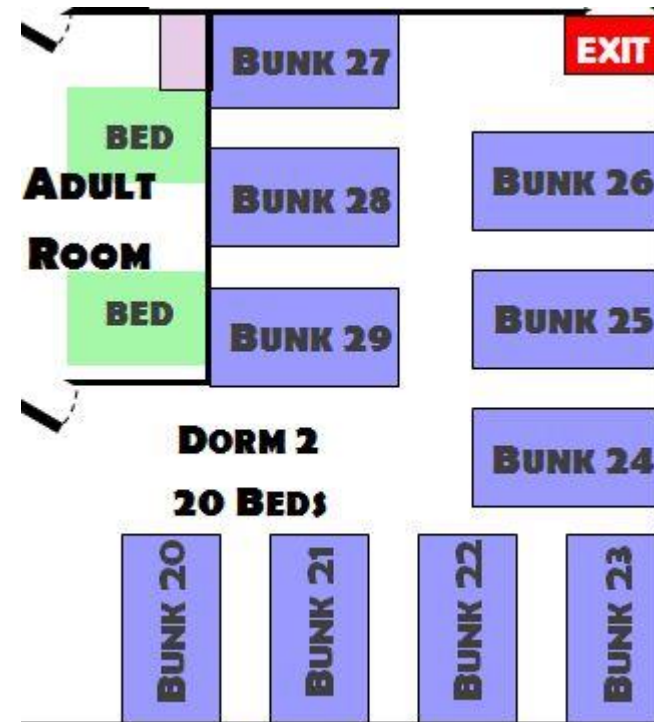 BUNK 27
EXIT
BED
BUNK 26
ADULT
BUNK 28
ROOM
BED
BUNK 25
BUNK 29
DORM 2
BUNK 24
20 BEDS
BUNK 20
BUNK 21
BUNK 22
BUNK 23